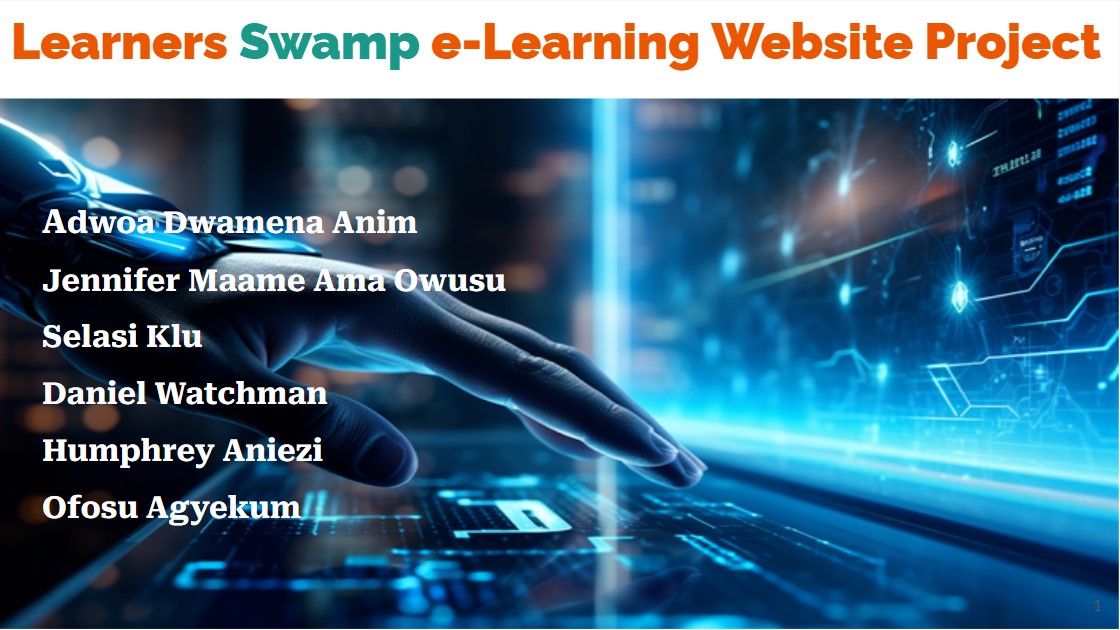 Learners Swamp e-Learning Website Project
Adwoa Dwamena Anim
Jennifer Maame Ama Owusu
Selasi Klu
Daniel Watchman
Humphrey Aniezi
Ofosu Agyekum
1